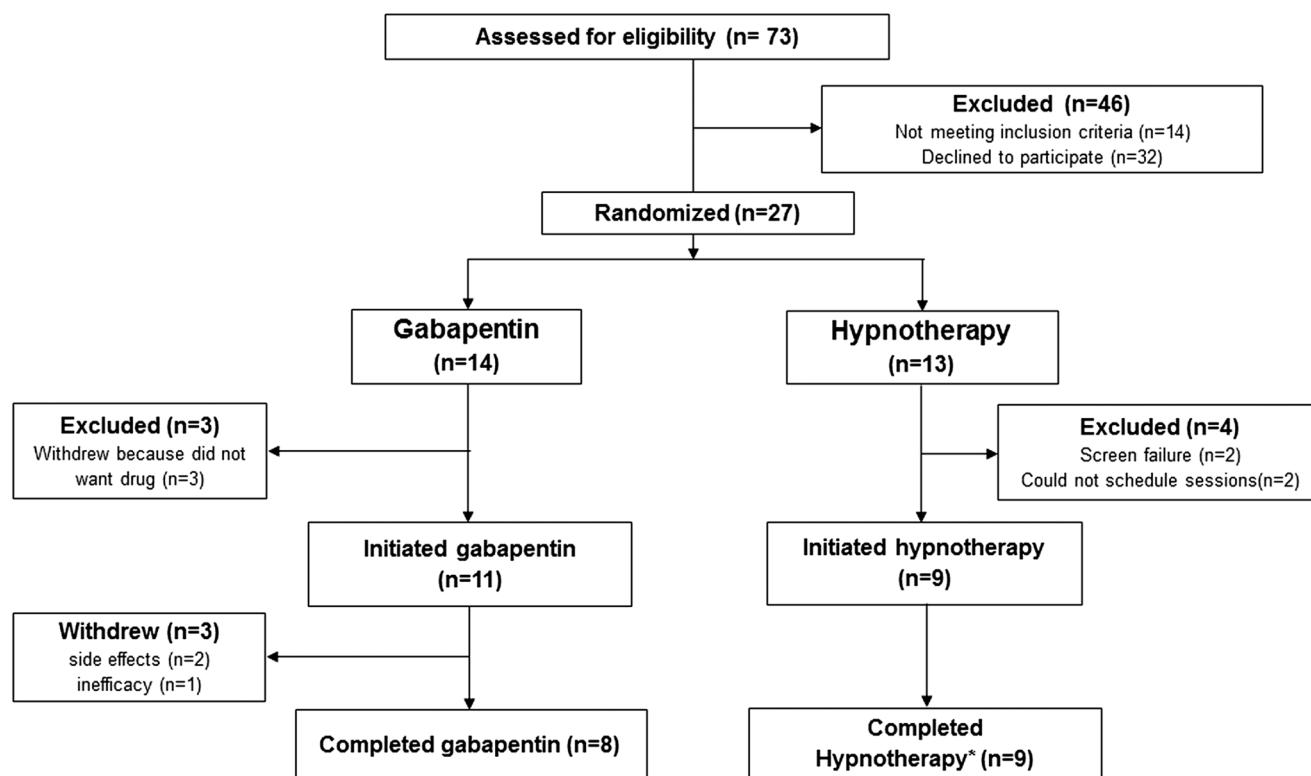 Assessed for eligibility (n= 73)
Excluded (n=46)
Not meeting inclusion criteria (n=14)
Declined to participate (n=32)
Randomized (n=27)
Gabapentin
(n=14)
Hypnotherapy
(n=13)
Excluded (n=3)
Withdrew because did not
want drug (n=3)
Excluded (n=4)
Screen failure (n=2)
Could not schedule sessions(n=2)
Initiated gabapentin
(n=11)
Initiated hypnotherapy
(n=9)
Withdrew (n=3)
side effects (n=2)
inefficacy (n=1)
Completed gabapentin (n=8)
Completed
Hypnotherapy* (n=9)